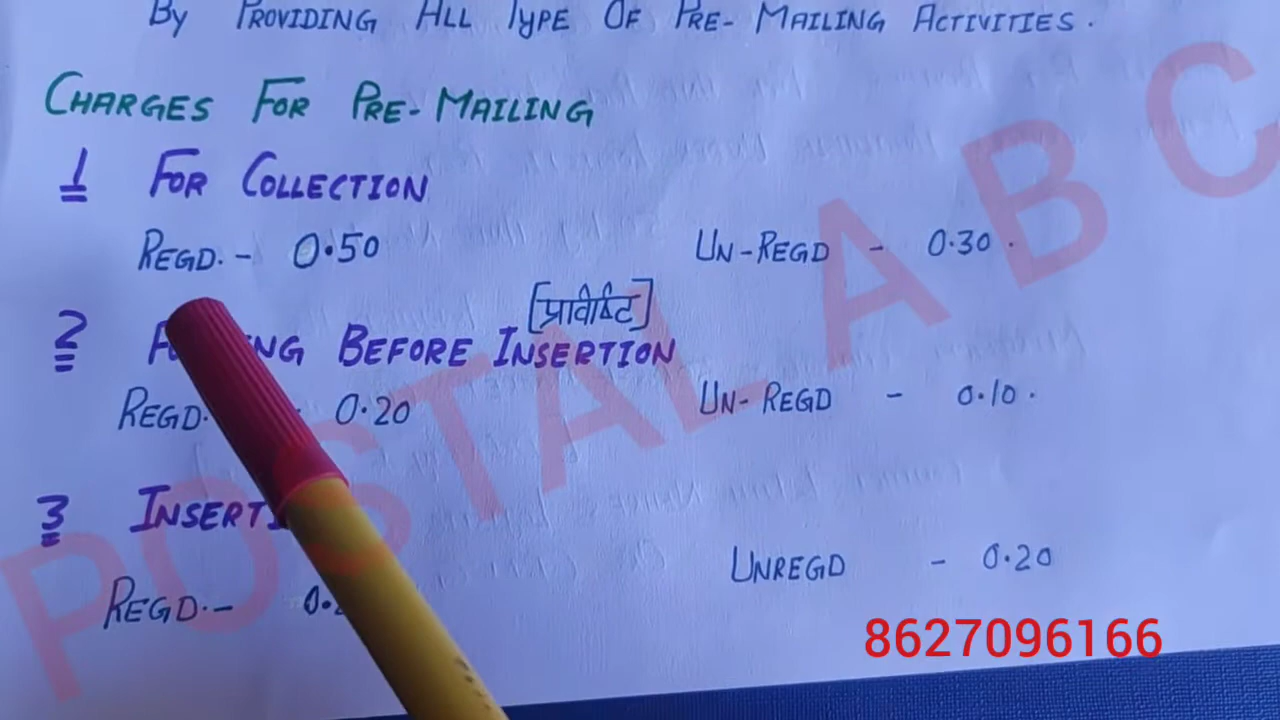 By Providing All Type Of Pre-Mailing Activities.
Charges For Pre-Mailing
1 For Collection
Regd. - 0.50 Un-Regd - 0.30.
[प्राविष्टि]
2 Before Insertion
Regd. 0.20 Un-Regd - 0.10.
3
Unregd - 0.20
Regd. -
8627096166
POSTAL ABC